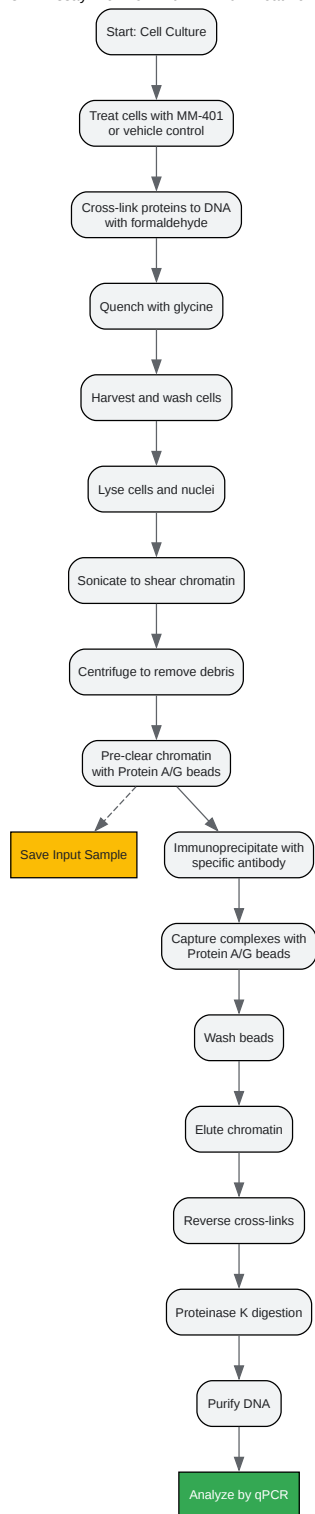 Start: Cell Culture
Treat cells with MM-401
or vehicle control
Cross-link proteins to DNA
with formaldehyde
Quench with glycine
Harvest and wash cells
Lyse cells and nuclei
Sonicate to shear chromatin
Centrifuge to remove debris
Pre-clear chromatin
with Protein A/G beads
Save Input Sample
Immunoprecipitate with
specific antibody
Capture complexes with
Protein A/G beads
Wash beads
Elute chromatin
Reverse cross-links
Proteinase K digestion
Purify DNA
Analyze by qPCR